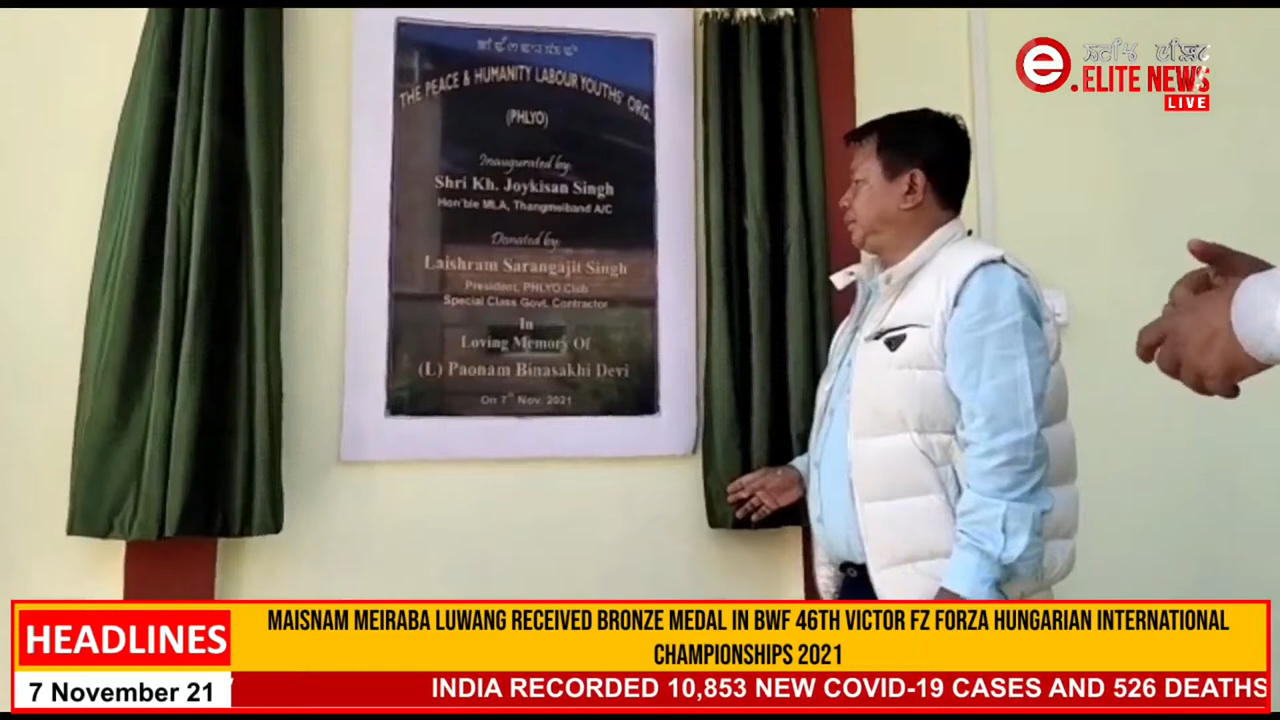 THE PEACE & HUMANITY LABOUR YOUTHS' ORG.
(PHLYO)
Inaugurated by:
Shri Kh. Joykisan Singh
Hon'ble MLA, Thangmeiband A/C
Donated by:
Laishram Sarangajit Singh
President, PHLYO Club
Special Class Govt. Contractor
In
Loving Memory Of
(L) Paonam Binasakhi Devi
On 7th Nov. 2021
e. ELITE NEWS
LIVE
HEADLINES
MAISNAM MEIRABA LUWANG RECEIVED BRONZE MEDAL IN BWF 46TH VICTOR FZ FORZA HUNGARIAN INTERNATIONAL
CHAMPIONSHIPS 2021
7 November 21
INDIA RECORDED 10,853 NEW COVID-19 CASES AND 526 DEATHS